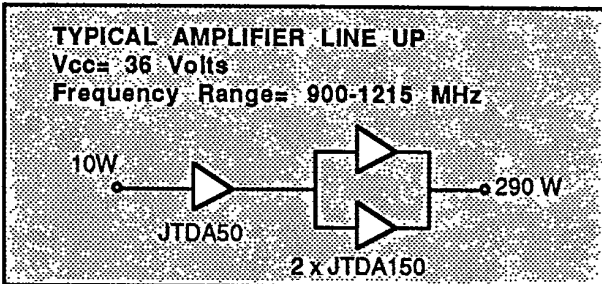 TYPICAL AMPLIFIER LINE UP
Vcc= 36 Volts
Frequency Range= 900-1215 MHz
10W
290 W
JTDA50
2 x JTDA150